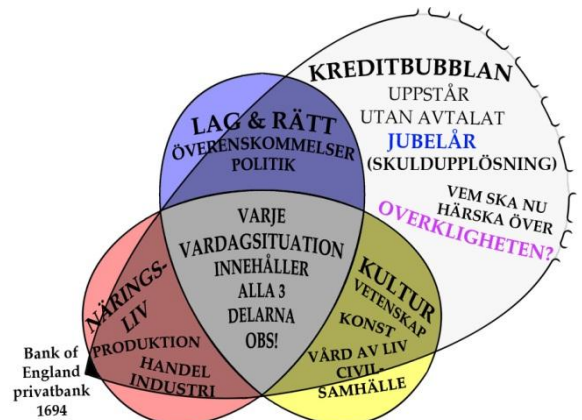 KREDITBUBBLAN
UPPSTÅR
UTAN AVTALAT
JUBELÅR
(SKULDUPPLÖSNING)
VEM SKA NU
HÄRSKA ÖVER
OVERKLIGHETEN?
LAG & RÄTT
ÖVERENSKOMMELSER
POLITIK
VARJE
VARDAGSITUATION
INNEHÅLLER
ALLA 3
DELARNA
OBS!
NÄRINGS-
LIV
PRODUKTION
HANDEL
INDUSTRI
KULTUR
VETENSKAP
KONST
VÅRD AV LIV
CIVIL-
SAMHÄLLE
Bank of
England
privatbank
1694